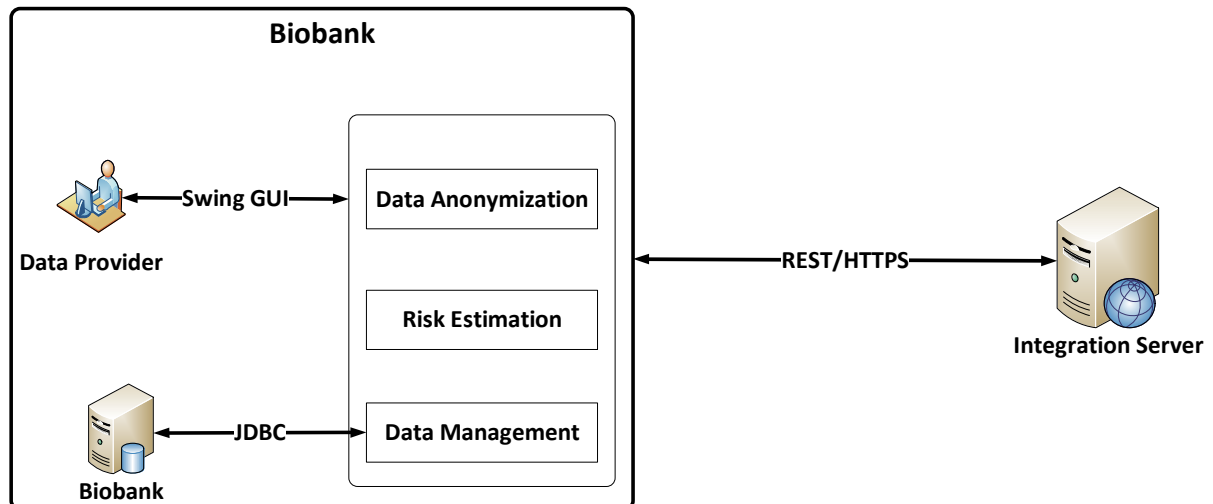 Biobank
Swing GUI
Data Anonymization
Data Provider
REST/HTTPS
Risk Estimation
Integration Server
JDBC
Data Management
Biobank